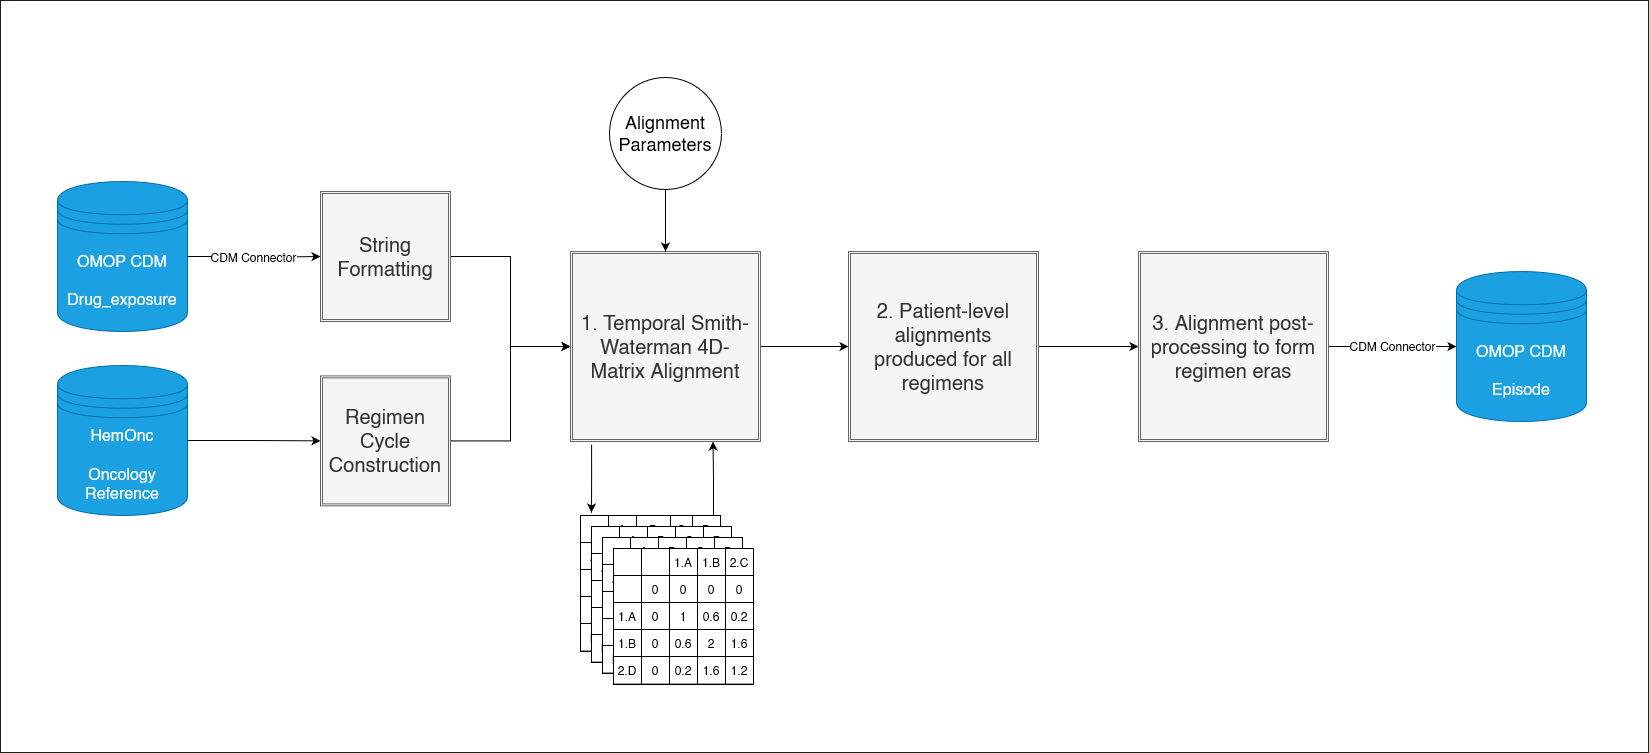 Alignment
Parameters
OMOP CDM
Drug_exposure
CDM Connector
String
Formatting
HemOnc
Oncology
Reference
Regimen
Cycle
Construction
1. Temporal Smith-
Waterman 4D-
Matrix Alignment
2. Patient-level
alignments
produced for all
regimens
3. Alignment post-
processing to form
regimen eras
CDM Connector
OMOP CDM
Episode
1.A 1.B 2.C
0 0 0 0
1.A 0 1 0.6 0.2
1.B 0 0.6 2 1.6
2.D 0 0.2 1.6 1.2